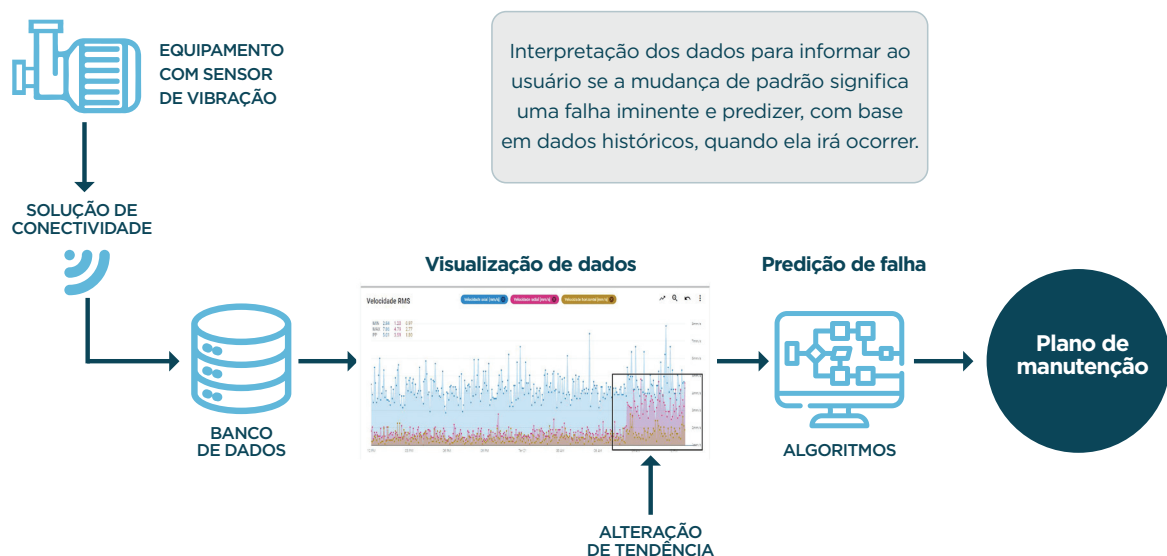 EQUIPAMENTO
COM SENSOR
DE VIBRAÇÃO
Interpretação dos dados para informar ao
usuário se a mudança de padrão significa
uma falha iminente e predizer, com base
em dados históricos, quando ela irá ocorrer.
SOLUÇÃO DE
CONECTIVIDADE
Visualização de dados
Predição de falha
Velocidade RMS
Plano de
manutenção
BANCO
DE DADOS
ALGORITMOS
ALTERAÇÃO
DE TENDÊNCIA